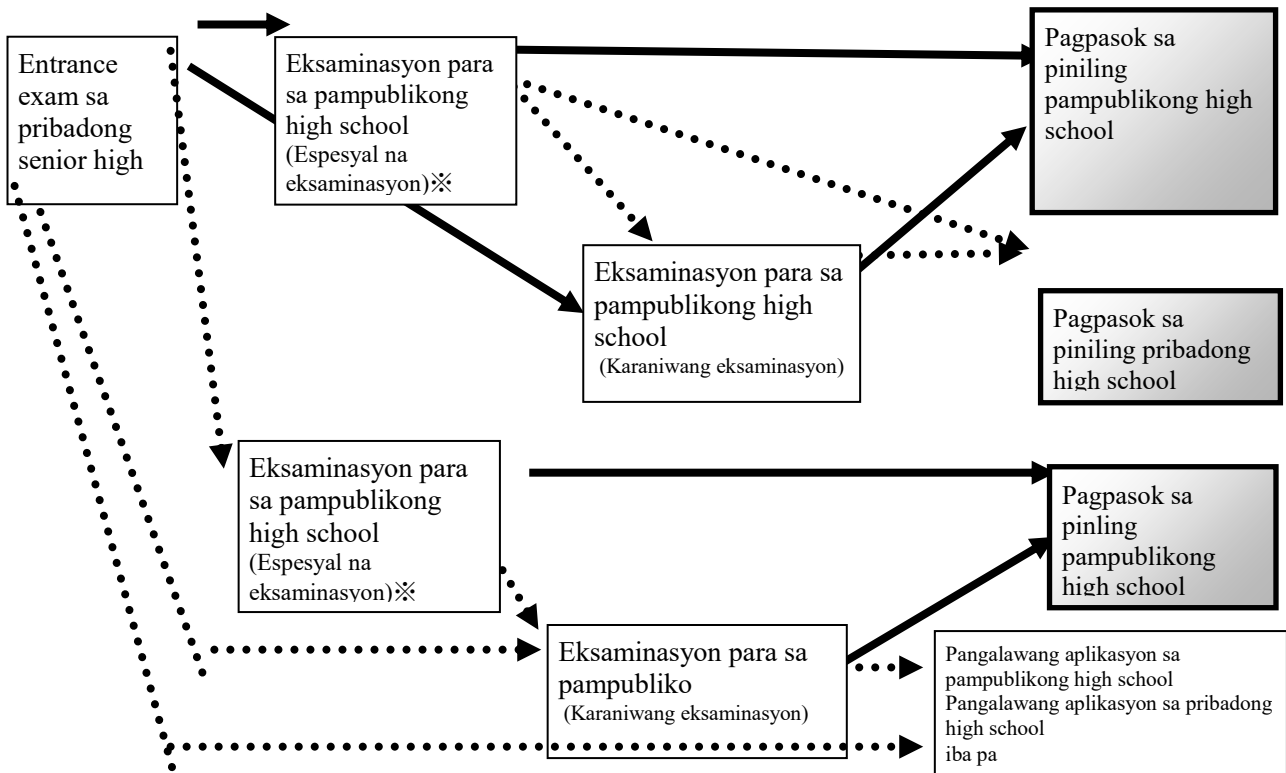 Entrance
exam sa
pribadong
senior high
Eksaminasyon para
sa pampublikong
high school
(Espesyal na
eksaminasyon)※
Pagpasok sa
piniling
pampublikong high
school
Eksaminasyon para sa
pampublikong high
school
(Karaniwang eksaminasyon)
Pagpasok sa
piniling pribadong
high school
Eksaminasyon para
sa pampublikong
high school
(Espesyal na
eksaminasyon)※
Pagpasok sa
pinling
pampublikong
high school
Eksaminasyon para sa
pampubliko
(Karaniwang eksaminasyon)
Pangalawang aplikasyon sa
pampublikong high school
Pangalawang aplikasyon sa pribadong
high school
iba pa